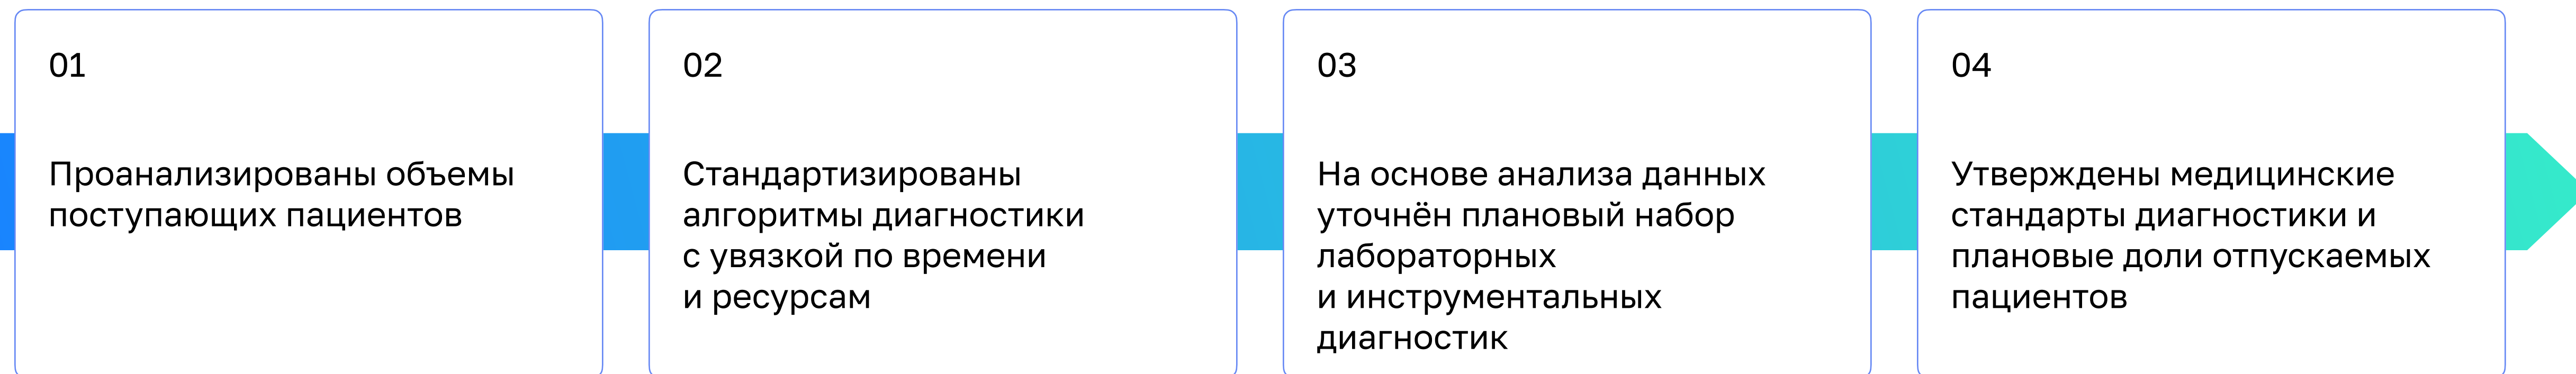 01
Проанализированы объемы
поступающих пациентов
02
Стандартизированы
алгоритмы диагностики
с увязкой по времени
и ресурсам
03
На основе анализа данных
уточнён плановый набор
лабораторных
и инструментальных
диагностик
04
Утверждены медицинские
стандарты диагностики и
плановые доли отпускаемых
пациентов